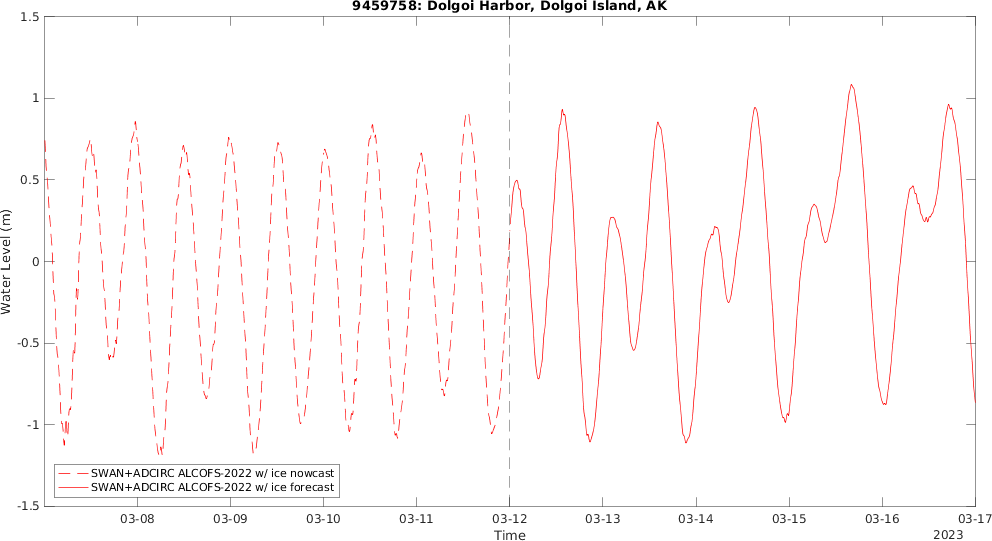 9459758: Dolgoi Harbor, Dolgoi Island, AK
1.5
1
0.5
0
-0.5
-1
-1.5
Water Level (m)
SWAN+ADCIRC ALCOFS-2022 w/ ice nowcast
SWAN+ADCIRC ALCOFS-2022 w/ ice forecast
03-08 03-09 03-10 03-11 03-12 03-13 03-14 03-15 03-16 03-17
Time
2023